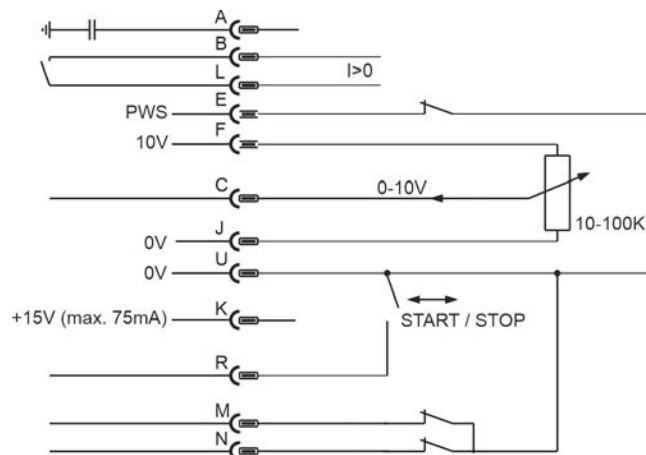 A
B
I>0
L
E
PWS
F
10V
0-10V
C
10-100K
J
0V
U
0V
K
+15V (max. 75mA)
START / STOP
R
M
N